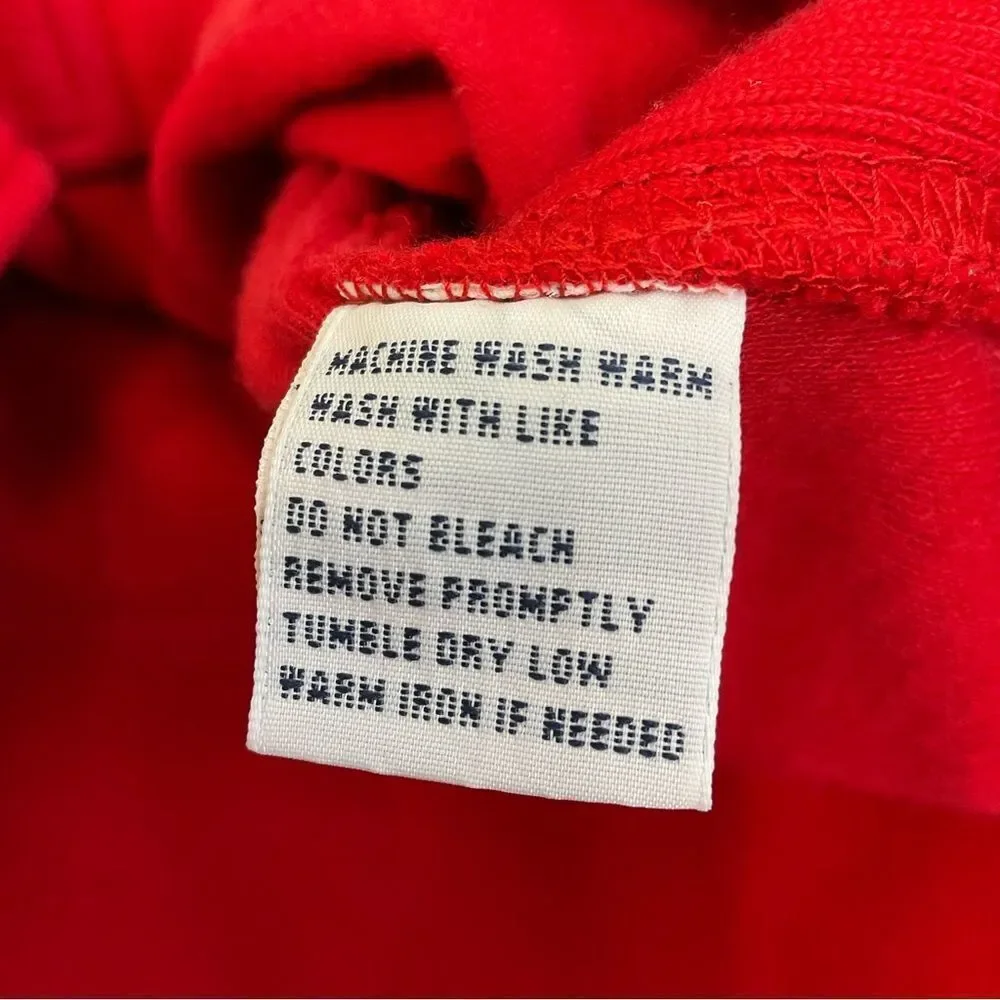 MACHINE WASH WARM
WASH WITH LIKE
COLORS
DO NOT BLEACH
REMOVE PROMPTLY
TUMBLE DRY LOW
WARM IRON IF NEEDED